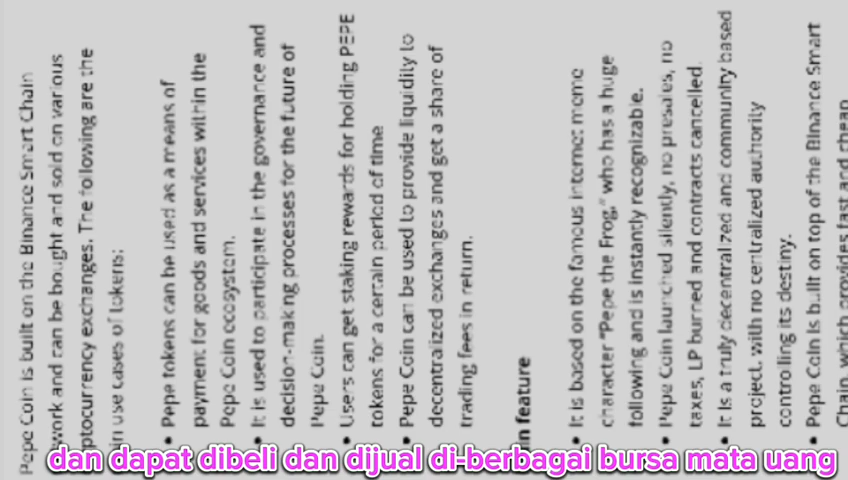 Pepe Coin is built on the Binance Smart Chain
work and can be bought and sold on various
ptocurrency exchanges. The following are the
in use cases of tokens:
• Pepe tokens can be used as a means of
payment for goods and services within the
Pepe Coin ecosystem.
• It is used to participate in the governance and
decision-making processes for the future of
Pepe Coin.
• Users can get staking rewards for holding PEPE
tokens for a certain period of time
• Pepe Coin can be used to provide liquidity to
decentralized exchanges and get a share of
trading fees in return.
in feature
• It is based on the famous internet meme
character "Pepe the Frog," who has a huge
following and is instantly recognizable.
• Pepe Coin launched silently, no presales, no
taxes, LP burned and contracts cancelled.
• It is a truly decentralized and community based
project, with no centralized authority
controlling its destiny.
• Pepe Coin is built on top of the Binance Smart
Chain, which provides fast and cheap
dan dapat dibeli dan dijual di-berbagai bursa mata uang